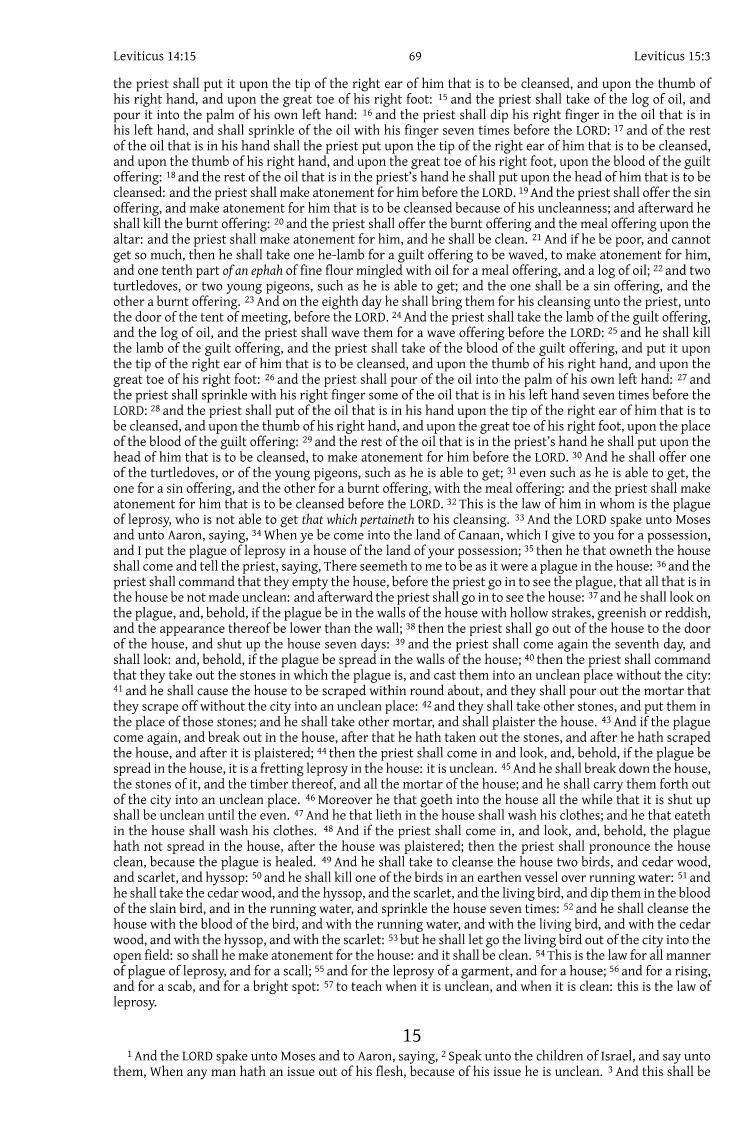 Leviticus 14:15 69 Leviticus 15:3
the priest shall put it upon the tip of the right ear of him that is to be cleansed, and upon the thumb of
his right hand, and upon the great toe of his right foot: 15 and the priest shall take of the log of oil, and
pour it into the palm of his own left hand: 16 and the priest shall dip his right finger in the oil that is in
his left hand, and shall sprinkle of the oil with his finger seven times before the LORD: 17 and of the rest
of the oil that is in his hand shall the priest put upon the tip of the right ear of him that is to be cleansed,
and upon the thumb of his right hand, and upon the great toe of his right foot, upon the blood of the guilt
offering: 18 and the rest of the oil that is in the priest's hand he shall put upon the head of him that is to be
cleansed: and the priest shall make atonement for him before the LORD. 19 And the priest shall offer the sin
offering, and make atonement for him that is to be cleansed because of his uncleanness; and afterward he
shall kill the burnt offering: 20 and the priest shall offer the burnt offering and the meal offering upon the
altar: and the priest shall make atonement for him, and he shall be clean. 21 And if he be poor, and cannot
get so much, then he shall take one he-lamb for a guilt offering to be waved, to make atonement for him,
and one tenth part of an ephah of fine flour mingled with oil for a meal offering, and a log of oil; 22 and two
turtledoves, or two young pigeons, such as he is able to get; and the one shall be a sin offering, and the
other a burnt offering. 23 And on the eighth day he shall bring them for his cleansing unto the priest, unto
the door of the tent of meeting, before the LORD. 24 And the priest shall take the lamb of the guilt offering,
and the log of oil, and the priest shall wave them for a wave offering before the LORD: 25 and he shall kill
the lamb of the guilt offering, and the priest shall take of the blood of the guilt offering, and put it upon
the tip of the right ear of him that is to be cleansed, and upon the thumb of his right hand, and upon the
great toe of his right foot: 26 and the priest shall pour of the oil into the palm of his own left hand: 27 and
the priest shall sprinkle with his right finger some of the oil that is in his left hand seven times before the
LORD: 28 and the priest shall put of the oil that is in his hand upon the tip of the right ear of him that is to
be cleansed, and upon the thumb of his right hand, and upon the great toe of his right foot, upon the place
of the blood of the guilt offering: 29 and the rest of the oil that is in the priest's hand he shall put upon the
head of him that is to be cleansed, to make atonement for him before the LORD. 30 And he shall offer one
of the turtledoves, or of the young pigeons, such as he is able to get; 31 even such as he is able to get, the
one for a sin offering, and the other for a burnt offering, with the meal offering: and the priest shall make
atonement for him that is to be cleansed before the LORD. 32 This is the law of him in whom is the plague
of leprosy, who is not able to get that which pertaineth to his cleansing. 33 And the LORD spake unto Moses
and unto Aaron, saying, 34 When ye be come into the land of Canaan, which I give to you for a possession,
and I put the plague of leprosy in a house of the land of your possession; 35 then he that owneth the house
shall come and tell the priest, saying, There seemeth to me to be as it were a plague in the house: 36 and the
priest shall command that they empty the house, before the priest go in to see the plague, that all that is in
the house be not made unclean: and afterward the priest shall go in to see the house: 37 and he shall look on
the plague, and, behold, if the plague be in the walls of the house with hollow strakes, greenish or reddish,
and the appearance thereof be lower than the wall; 38 then the priest shall go out of the house to the door
of the house, and shut up the house seven days: 39 and the priest shall come again the seventh day, and
shall look: and, behold, if the plague be spread in the walls of the house; 40 then the priest shall command
that they take out the stones in which the plague is, and cast them into an unclean place without the city:
41 and he shall cause the house to be scraped within round about, and they shall pour out the mortar that
they scrape off without the city into an unclean place: 42 and they shall take other stones, and put them in
the place of those stones; and he shall take other mortar, and shall plaister the house. 43 And if the plague
come again, and break out in the house, after that he hath taken out the stones, and after he hath scraped
the house, and after it is plaistered; 44 then the priest shall come in and look, and, behold, if the plague be
spread in the house, it is a fretting leprosy in the house: it is unclean. 45 And he shall break down the house,
the stones of it, and the timber thereof, and all the mortar of the house; and he shall carry them forth out
of the city into an unclean place. 46 Moreover he that goeth into the house all the while that it is shut up
shall be unclean until the even. 47 And he that lieth in the house shall wash his clothes; and he that eateth
in the house shall wash his clothes. 48 And if the priest shall come in, and look, and, behold, the plague
hath not spread in the house, after the house was plaistered; then the priest shall pronounce the house
clean, because the plague is healed. 49 And he shall take to cleanse the house two birds, and cedar wood,
and scarlet, and hyssop: 50 and he shall kill one of the birds in an earthen vessel over running water: 51 and
he shall take the cedar wood, and the hyssop, and the scarlet, and the living bird, and dip them in the blood
of the slain bird, and in the running water, and sprinkle the house seven times: 52 and he shall cleanse the
house with the blood of the bird, and with the running water, and with the living bird, and with the cedar
wood, and with the hyssop, and with the scarlet: 53 but he shall let go the living bird out of the city into the
open field: so shall he make atonement for the house: and it shall be clean. 54 This is the law for all manner
of plague of leprosy, and for a scall; 55 and for the leprosy of a garment, and for a house; 56 and for a rising,
and for a scab, and for a bright spot: 57 to teach when it is unclean, and when it is clean: this is the law of
leprosy.
15
1 And the LORD spake unto Moses and to Aaron, saying, 2 Speak unto the children of Israel, and say unto
them, When any man hath an issue out of his flesh, because of his issue he is unclean. 3 And this shall be